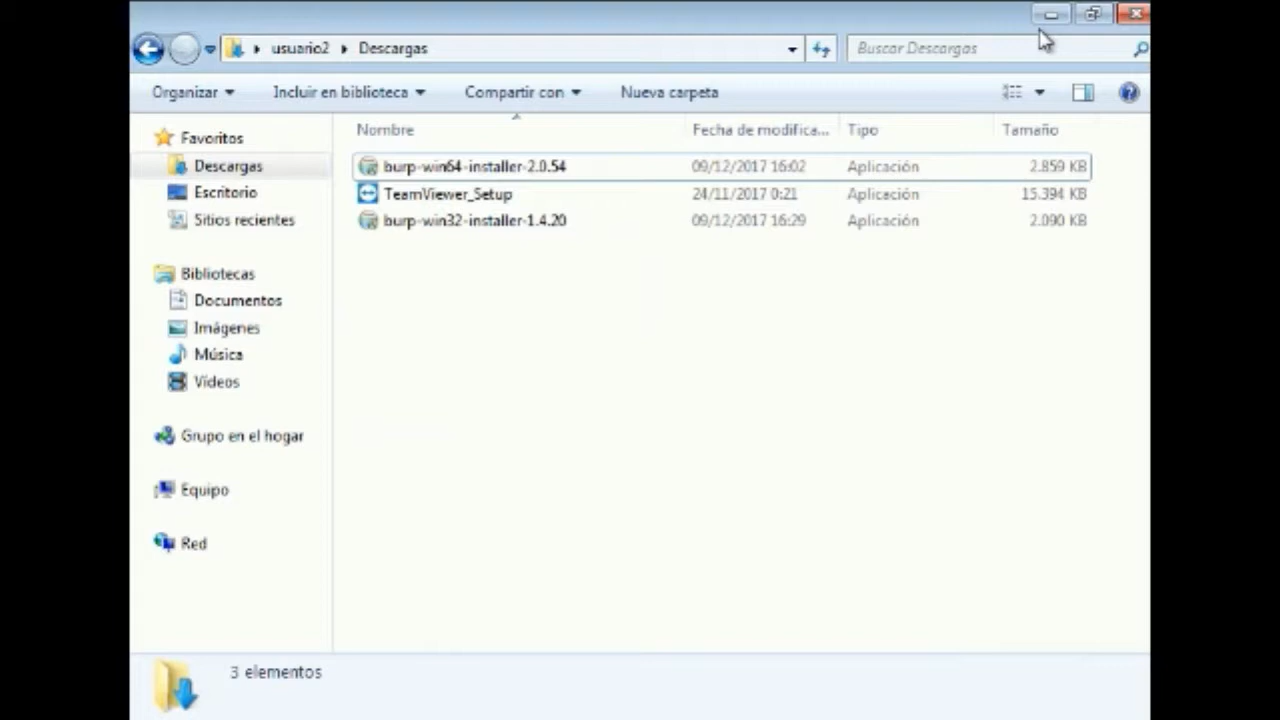 usuario2 Descargas
Buscar Descargas
Organizar Incluir en biblioteca Compartir con Nueva carpeta
Nombre Fecha de modifica... Tipo Tamaño
burp-win64-installer-2.0.54 09/12/2017 16:02 Aplicación 2.859 KB
TeamViewer_Setup 24/11/2017 0:21 Aplicación 15.394 KB
burp-win32-installer-1.4.20 09/12/2017 16:29 Aplicación 2.090 KB
Favoritos
Descargas
Escritorio
Sitios recientes
Bibliotecas
Documentos
Imágenes
Música
Vídeos
Grupo en el hogar
Equipo
Red
3 elementos